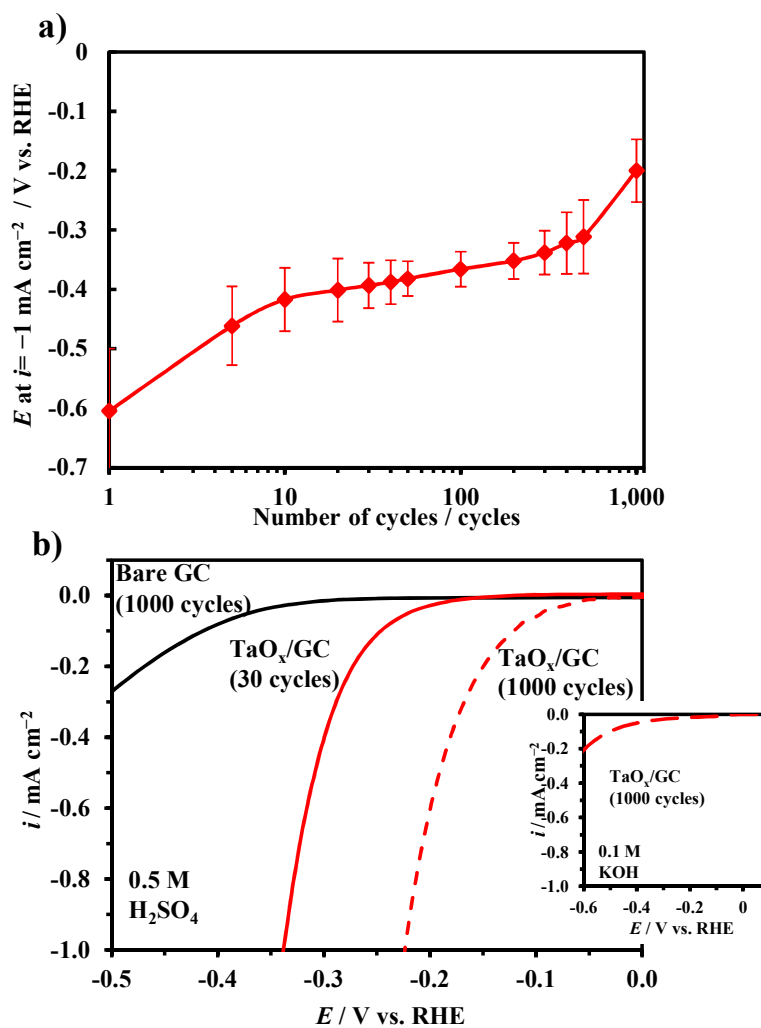 a)
0
-0.1
-0.2
-0.3
-0.4
-0.5
-0.6
-0.7
E at i= −1 mA cm⁻² / V vs. RHE
1 10 100 1,000
Number of cycles / cycles
b)
Bare GC
(1000 cycles)
TaOₓ/GC
(30 cycles)
TaOₓ/GC
(1000 cycles)
0.5 M
H₂SO₄
0.0
-0.2
-0.4
-0.6
-0.8
-1.0
i / mA cm⁻²
-0.5 -0.4 -0.3 -0.2 -0.1 0.0
E / V vs. RHE
0.0
-0.2
-0.4
-0.6
-0.8
-1.0
i / mA cm⁻²
TaOₓ/GC
(1000 cycles)
0.1 M
KOH
-0.6 -0.4 -0.2 0
E / V vs. RHE